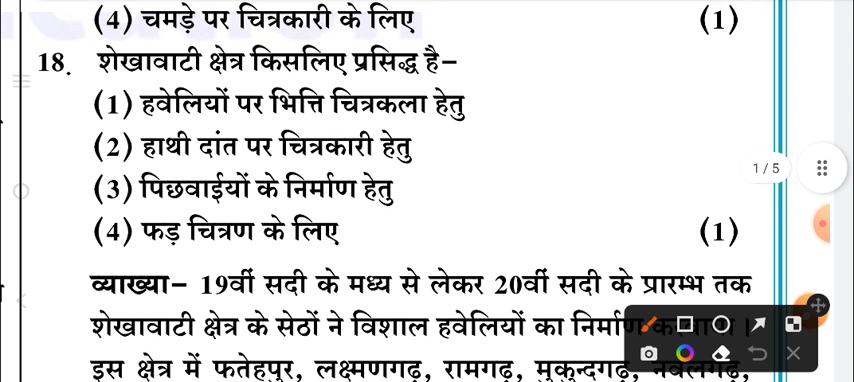 (4) चमड़े पर चित्रकारी के लिए (1)
18. शेखावाटी क्षेत्र किसलिए प्रसिद्ध है–
(1) हवेलियों पर भित्ति चित्रकला हेतु
(2) हाथी दांत पर चित्रकारी हेतु
1 / 5
(3) पिछवाईयों के निर्माण हेतु
(4) फड़ चित्रण के लिए (1)
व्याख्या– 19वीं सदी के मध्य से लेकर 20वीं सदी के प्रारम्भ तक
शेखावाटी क्षेत्र के सेठों ने विशाल हवेलियों का निर्माण
इस क्षेत्र में फतेहपुर, लक्ष्मणगढ़, रामगढ़, मुकुन्दगढ़, नवलगढ़,